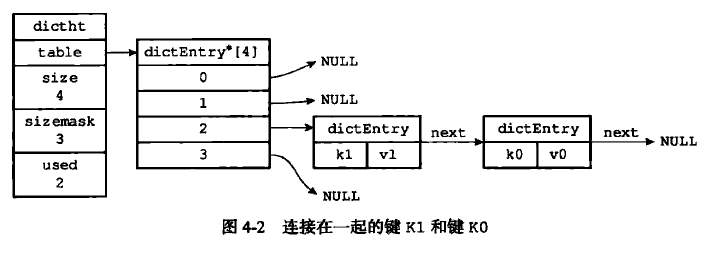 dictht
table
size
4
sizemask
3
used
2
dictEntry*[4]
0
1
2
3
NULL
NULL
NULL
dictEntry
k1 v1
next
dictEntry
k0 v0
next
NULL
图 4-2 连接在一起的键 K1 和键 K0